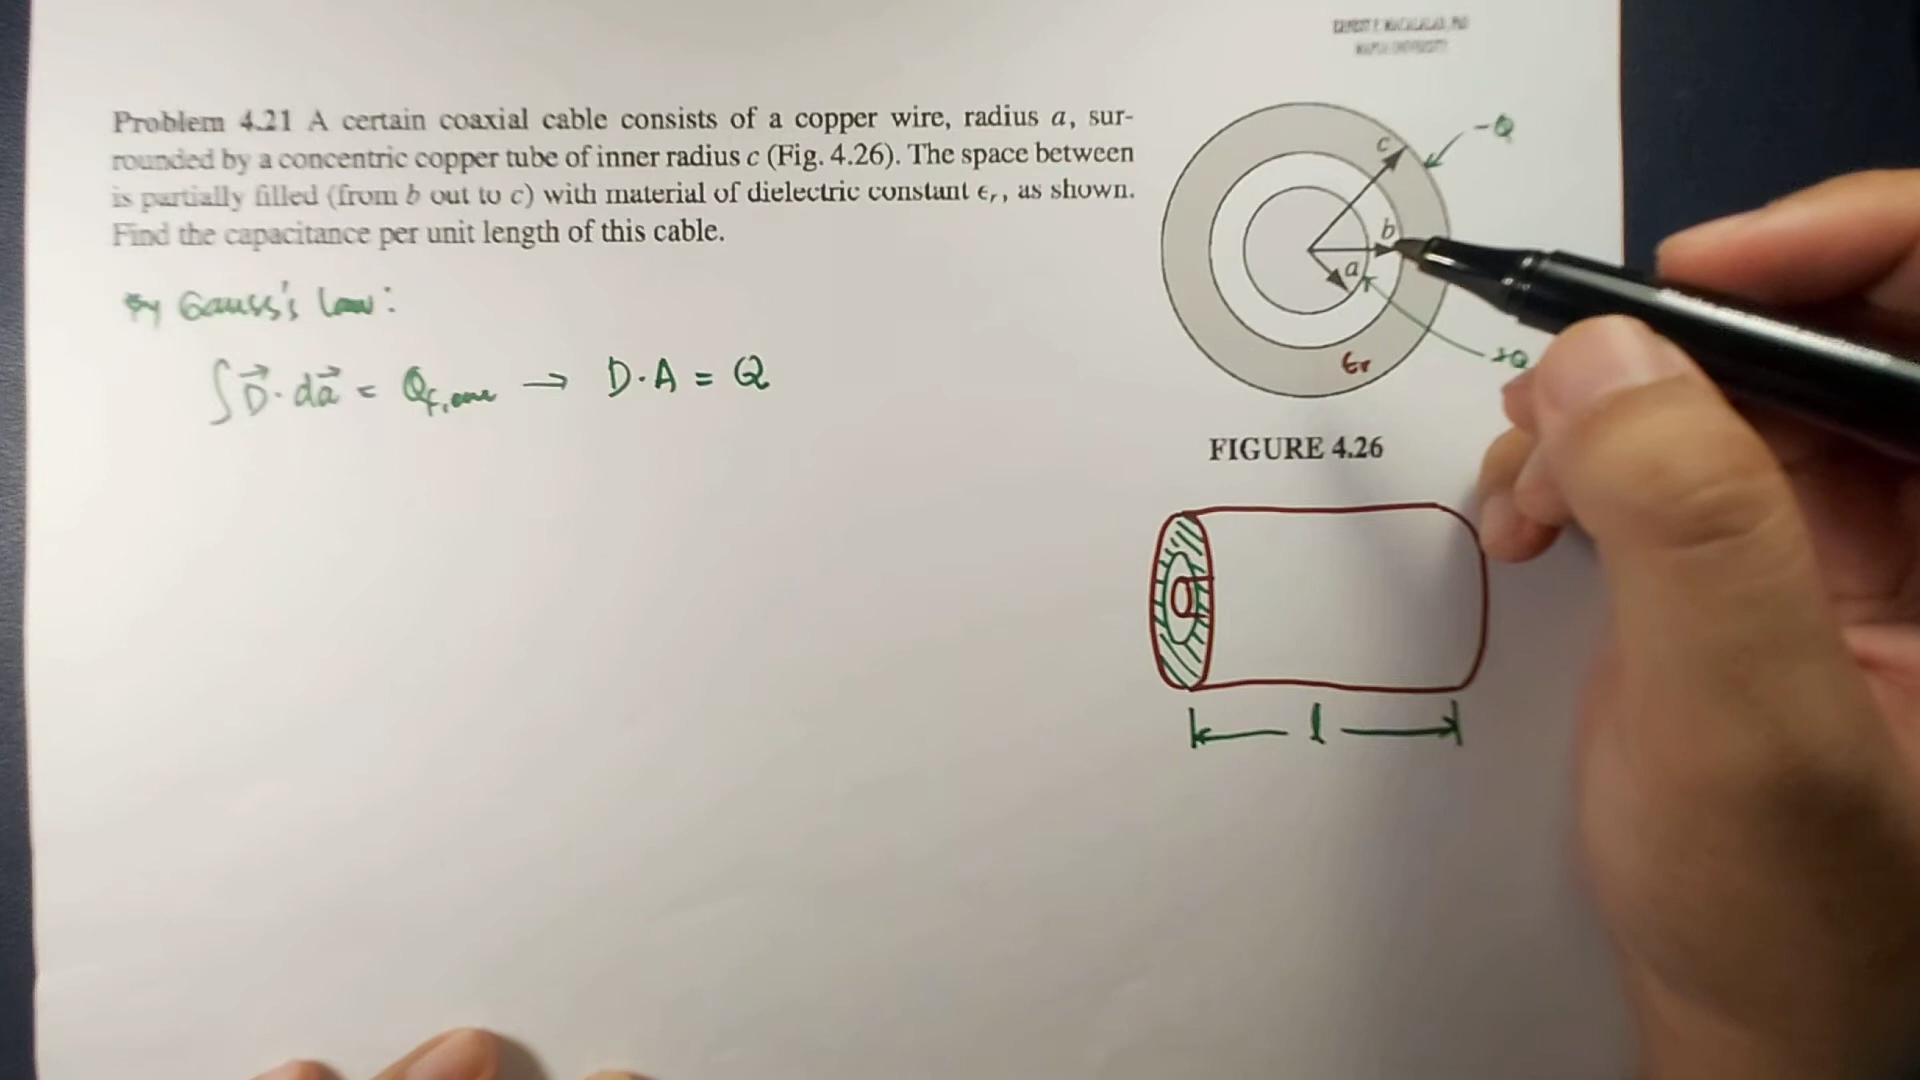 Problem 4.21 A certain coaxial cable consists of a copper wire, radius a, sur-
rounded by a concentric copper tube of inner radius c (Fig. 4.26). The space between
is partially filled (from b out to c) with material of dielectric constant ϵr, as shown.
Find the capacitance per unit length of this cable.
By Gauss's Law:
∫D⃗·da⃗ = Qf,enc → D·A = Q
c
-Q
b
a
+Q
ϵr
FIGURE 4.26
l